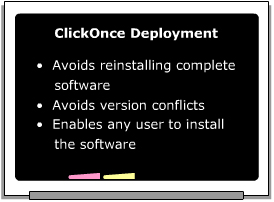 ClickOnce Deployment
• Avoids reinstalling complete
software
• Avoids version conflicts
• Enables any user to install
the software